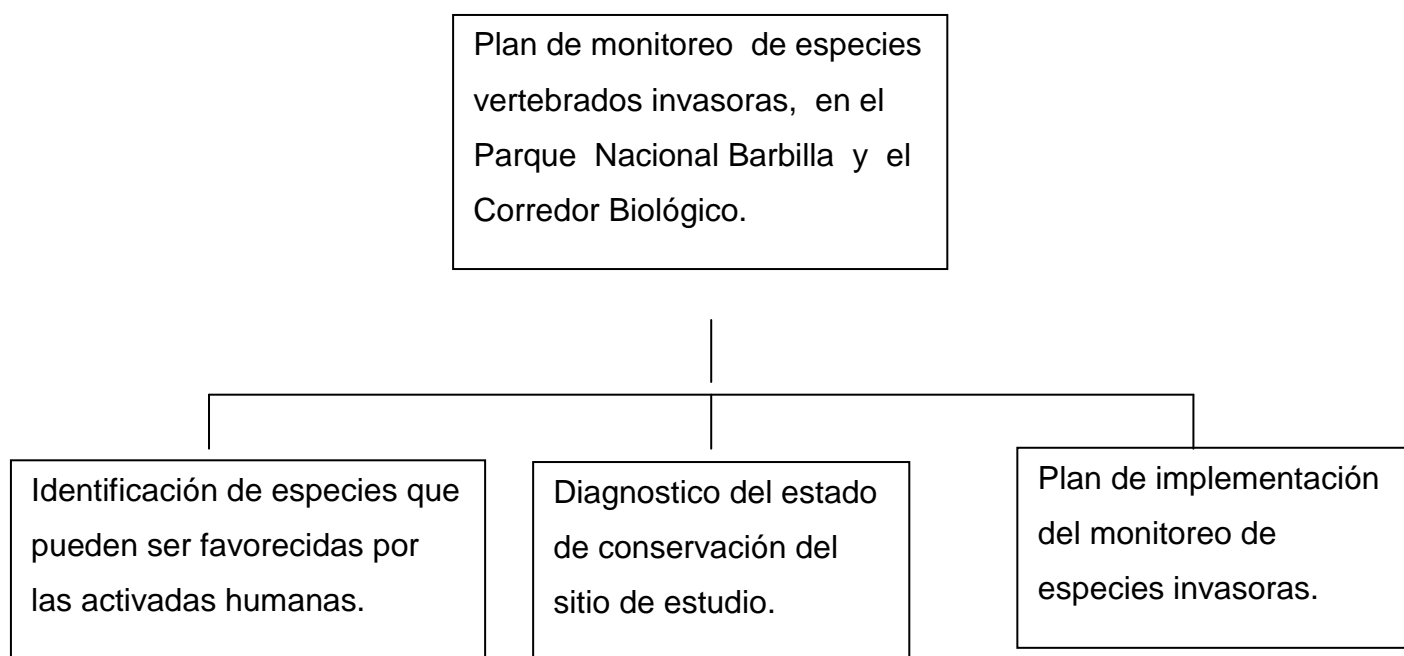 Plan de monitoreo de especies
vertebrados invasoras, en el
Parque Nacional Barbilla y el
Corredor Biológico.
Identificación de especies que
pueden ser favorecidas por
las activadas humanas.
Diagnostico del estado
de conservación del
sitio de estudio.
Plan de implementación
del monitoreo de
especies invasoras.